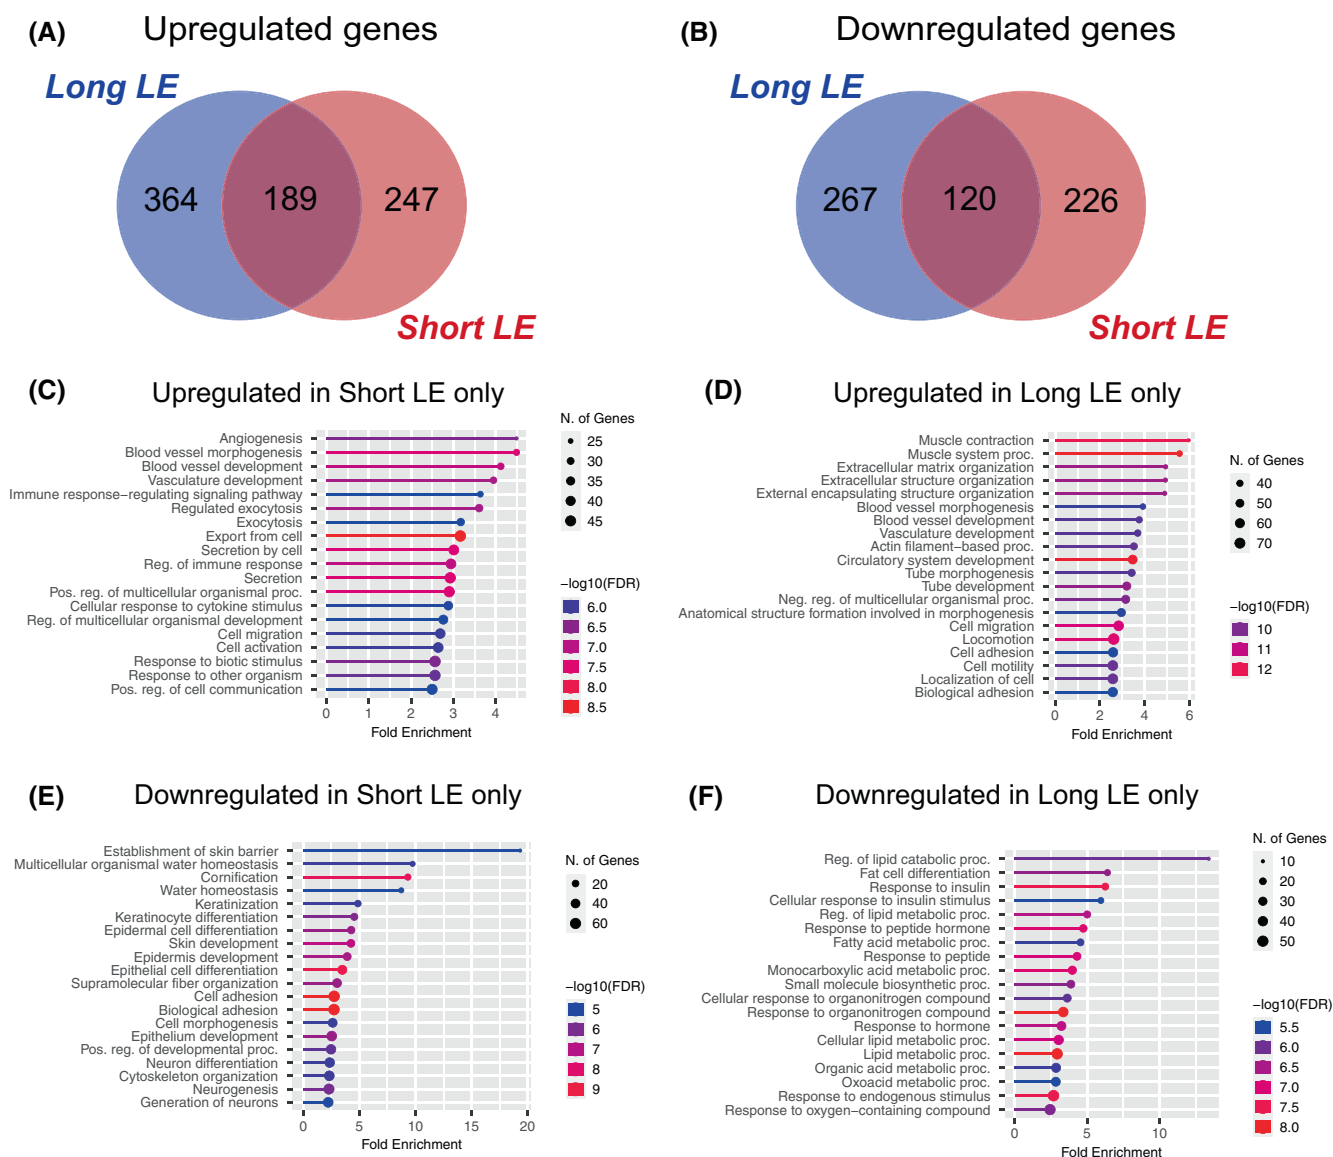 (A) Upregulated genes
Long LE
364 189 247
Short LE
(B) Downregulated genes
Long LE
267 120 226
Short LE
(C) Upregulated in Short LE only
Angiogenesis
Blood vessel morphogenesis
Blood vessel development
Vasculature development
Immune response−regulating signaling pathway
Regulated exocytosis
Exocytosis
Export from cell
Secretion by cell
Reg. of immune response
Secretion
Pos. reg. of multicellular organismal proc.
Cellular response to cytokine stimulus
Reg. of multicellular organismal development
Cell migration
Cell activation
Response to biotic stimulus
Response to other organism
Pos. reg. of cell communication
0 1 2 3 4
Fold Enrichment
N. of Genes
25
30
35
40
45
−log10(FDR)
6.0
6.5
7.0
7.5
8.0
8.5
(D) Upregulated in Long LE only
Muscle contraction
Muscle system proc.
Extracellular matrix organization
Extracellular structure organization
External encapsulating structure organization
Blood vessel morphogenesis
Blood vessel development
Vasculature development
Actin filament−based proc.
Circulatory system development
Tube morphogenesis
Tube development
Neg. reg. of multicellular organismal proc.
Anatomical structure formation involved in morphogenesis
Cell migration
Locomotion
Cell adhesion
Cell motility
Localization of cell
Biological adhesion
0 2 4 6
Fold Enrichment
N. of Genes
40
50
60
70
−log10(FDR)
10
11
12
(E) Downregulated in Short LE only
Establishment of skin barrier
Multicellular organismal water homeostasis
Cornification
Water homeostasis
Keratinization
Keratinocyte differentiation
Epidermal cell differentiation
Skin development
Epidermis development
Epithelial cell differentiation
Supramolecular fiber organization
Cell adhesion
Biological adhesion
Cell morphogenesis
Epithelium development
Pos. reg. of developmental proc.
Neuron differentiation
Cytoskeleton organization
Neurogenesis
Generation of neurons
0 5 10 15 20
Fold Enrichment
N. of Genes
20
40
60
−log10(FDR)
5
6
7
8
9
(F) Downregulated in Long LE only
Reg. of lipid catabolic proc.
Fat cell differentiation
Response to insulin
Cellular response to insulin stimulus
Reg. of lipid metabolic proc.
Response to peptide hormone
Fatty acid metabolic proc.
Response to peptide
Monocarboxylic acid metabolic proc.
Small molecule biosynthetic proc.
Cellular response to organonitrogen compound
Response to organonitrogen compound
Response to hormone
Cellular lipid metabolic proc.
Lipid metabolic proc.
Organic acid metabolic proc.
Oxoacid metabolic proc.
Response to endogenous stimulus
Response to oxygen−containing compound
0 5 10
Fold Enrichment
N. of Genes
10
20
30
40
50
−log10(FDR)
5.5
6.0
6.5
7.0
7.5
8.0